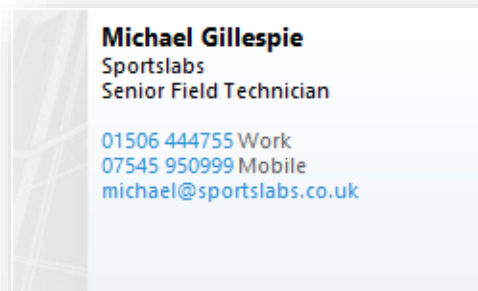 Michael Gillespie
Sportslabs
Senior Field Technician
01506 444755 Work
07545 950999 Mobile
michael@sportslabs.co.uk